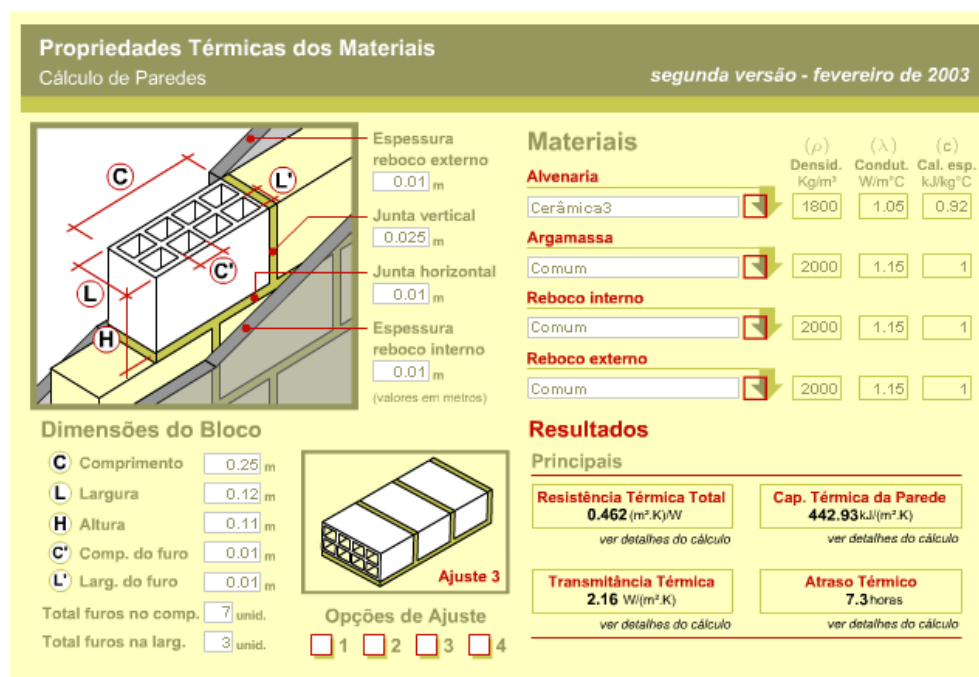 Propriedades Térmicas dos Materiais
Cálculo de Paredes
segunda versão - fevereiro de 2003
C
L'
C'
L
H
Espessura
reboco externo
0.01 m
Junta vertical
0.025 m
Junta horizontal
0.01 m
Espessura
reboco interno
0.01 m
(valores em metros)
Materiais
(ρ) (λ) (c)
Densid. Condut. Cal. esp.
Kg/m³ W/m°C kJ/kg°C
Alvenaria
Cerâmica3 1800 1.05 0.92
Argamassa
Comum 2000 1.15 1
Reboco interno
Comum 2000 1.15 1
Reboco externo
Comum 2000 1.15 1
Dimensões do Bloco
C Comprimento 0.25 m
L Largura 0.12 m
H Altura 0.11 m
C' Comp. do furo 0.01 m
L' Larg. do furo 0.01 m
Total furos no comp. 7 unid.
Total furos na larg. 3 unid.
Ajuste 3
Opções de Ajuste
1 2 3 4
Resultados
Principais
Resistência Térmica Total
0.462 (m².K)/W
ver detalhes do cálculo
Cap. Térmica da Parede
442.93 kJ/(m².K)
ver detalhes do cálculo
Transmitância Térmica
2.16 W/(m².K)
ver detalhes do cálculo
Atraso Térmico
7.3 horas
ver detalhes do cálculo